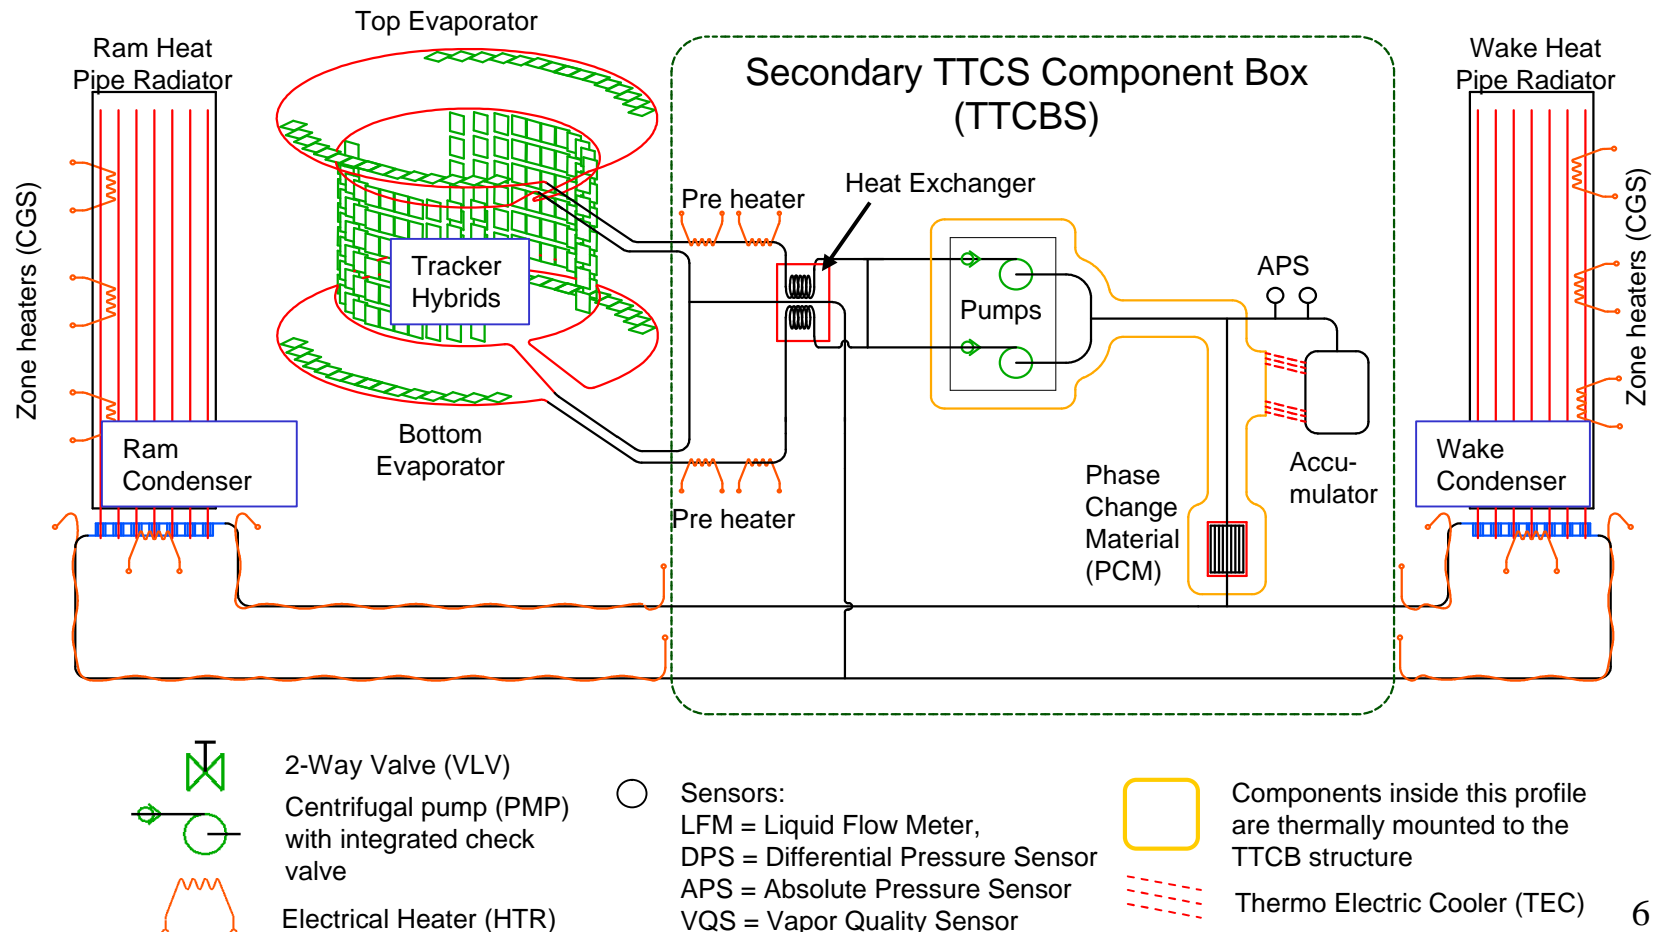 Top Evaporator
Ram Heat
Pipe Radiator
Wake Heat
Pipe Radiator
Secondary TTCS Component Box
(TTCBS)
Zone heaters (CGS)
Pre heater
Heat Exchanger
Zone heaters (CGS)
Tracker
Hybrids
APS
Pumps
Ram
Condenser
Bottom
Evaporator
Pre heater
Phase
Change
Material
(PCM)
Accu-
mulator
Wake
Condenser
2-Way Valve (VLV)
Centrifugal pump (PMP)
with integrated check
valve
Electrical Heater (HTR)
Sensors:
LFM = Liquid Flow Meter,
DPS = Differential Pressure Sensor
APS = Absolute Pressure Sensor
VQS = Vapor Quality Sensor
Components inside this profile
are thermally mounted to the
TTCB structure
Thermo Electric Cooler (TEC)
6